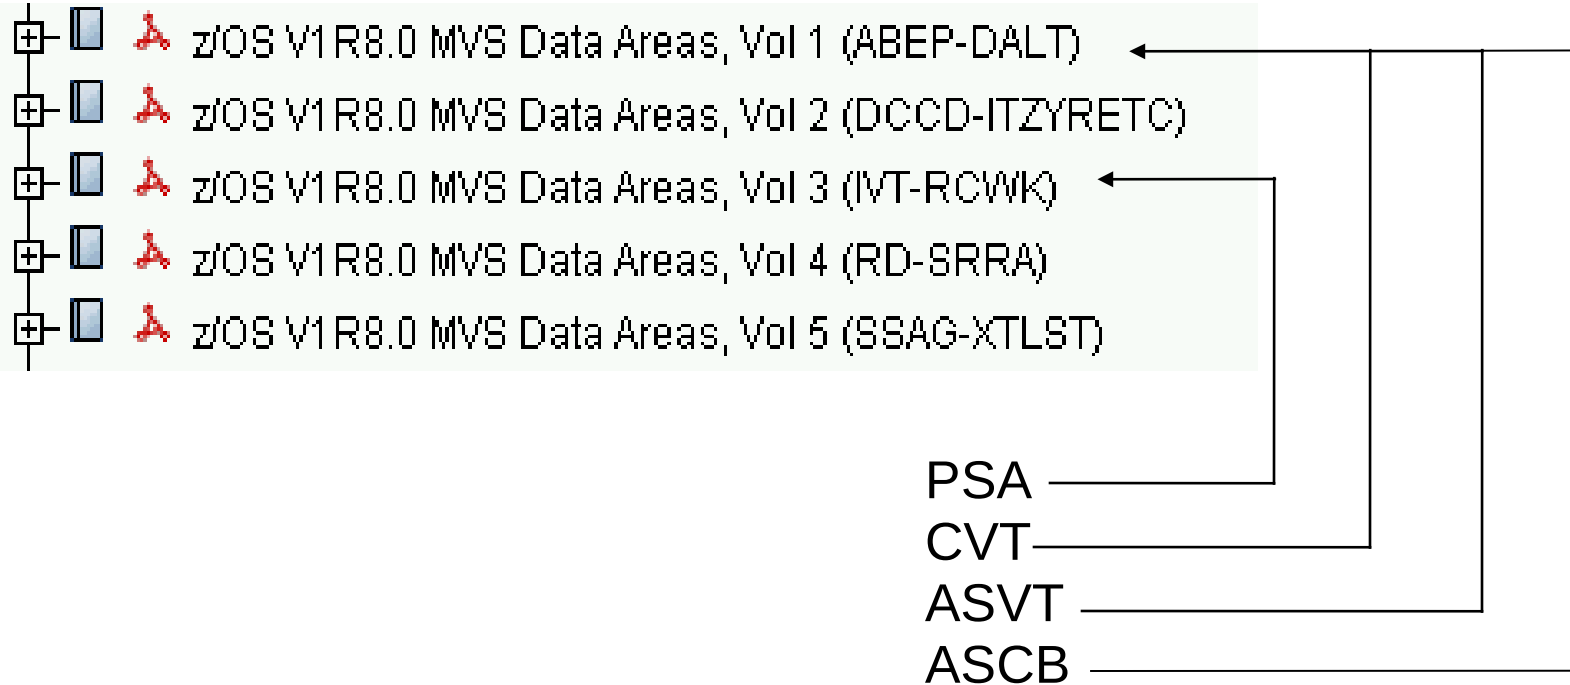 z/OS V1R8.0 MVS Data Areas, Vol 1 (ABEP-DALT)
z/OS V1R8.0 MVS Data Areas, Vol 2 (DCCD-ITZYRETC)
z/OS V1R8.0 MVS Data Areas, Vol 3 (IVT-RCWK)
z/OS V1R8.0 MVS Data Areas, Vol 4 (RD-SRRA)
z/OS V1R8.0 MVS Data Areas, Vol 5 (SSAG-XTLST)
PSA
CVT
ASVT
ASCB